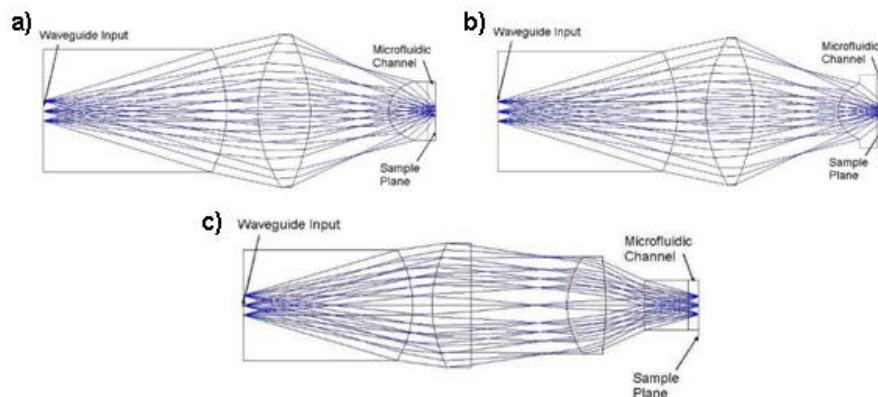 a)
Waveguide Input
Microfluidic
Channel
Sample
Plane
b)
Waveguide Input
Microfluidic
Channel
Sample
Plane
c)
Waveguide Input
Microfluidic
Channel
Sample
Plane